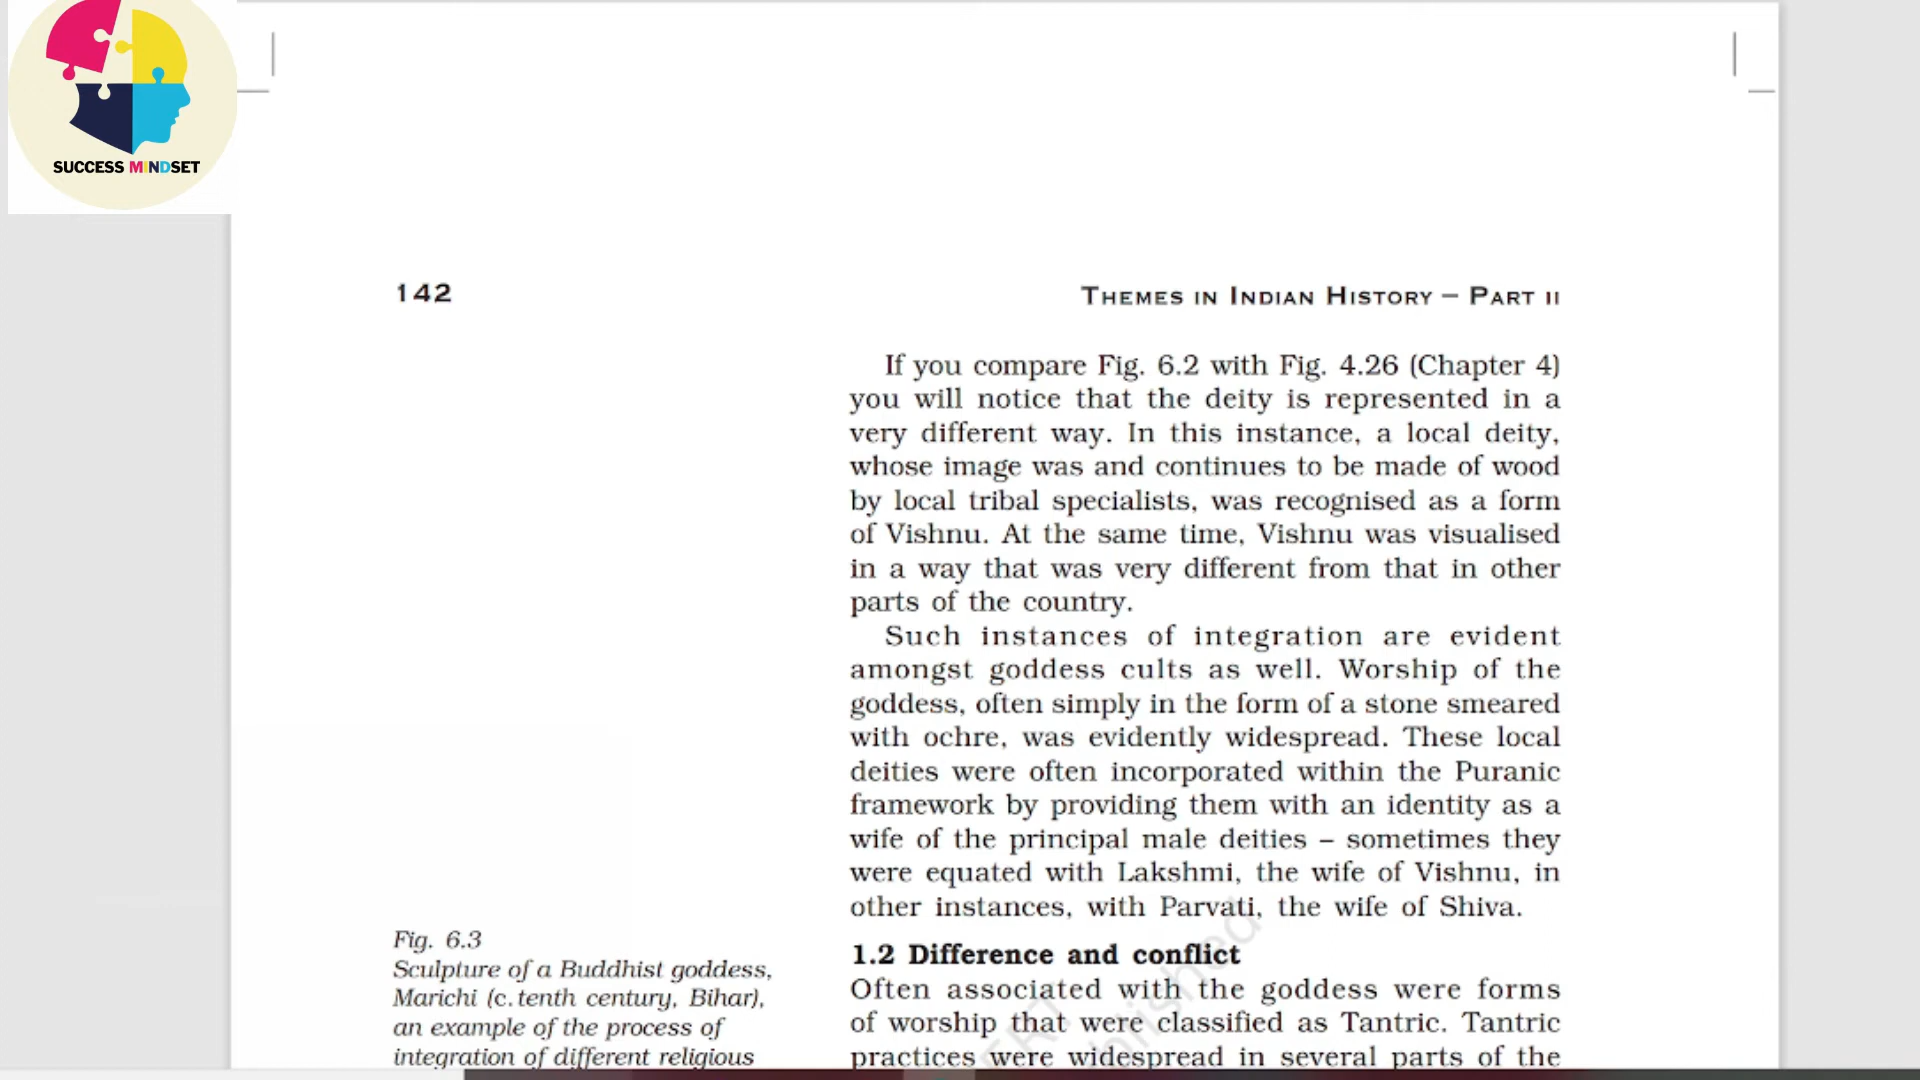 SUCCESS MINDSET
142
THEMES IN INDIAN HISTORY – PART II
If you compare Fig. 6.2 with Fig. 4.26 (Chapter 4)
you will notice that the deity is represented in a
very different way. In this instance, a local deity,
whose image was and continues to be made of wood
by local tribal specialists, was recognised as a form
of Vishnu. At the same time, Vishnu was visualised
in a way that was very different from that in other
parts of the country.
Such instances of integration are evident
amongst goddess cults as well. Worship of the
goddess, often simply in the form of a stone smeared
with ochre, was evidently widespread. These local
deities were often incorporated within the Puranic
framework by providing them with an identity as a
wife of the principal male deities – sometimes they
were equated with Lakshmi, the wife of Vishnu, in
other instances, with Parvati, the wife of Shiva.
1.2 Difference and conflict
Often associated with the goddess were forms
of worship that were classified as Tantric. Tantric
practices were widespread in several parts of the
Fig. 6.3
Sculpture of a Buddhist goddess,
Marichi (c. tenth century, Bihar),
an example of the process of
integration of different religious